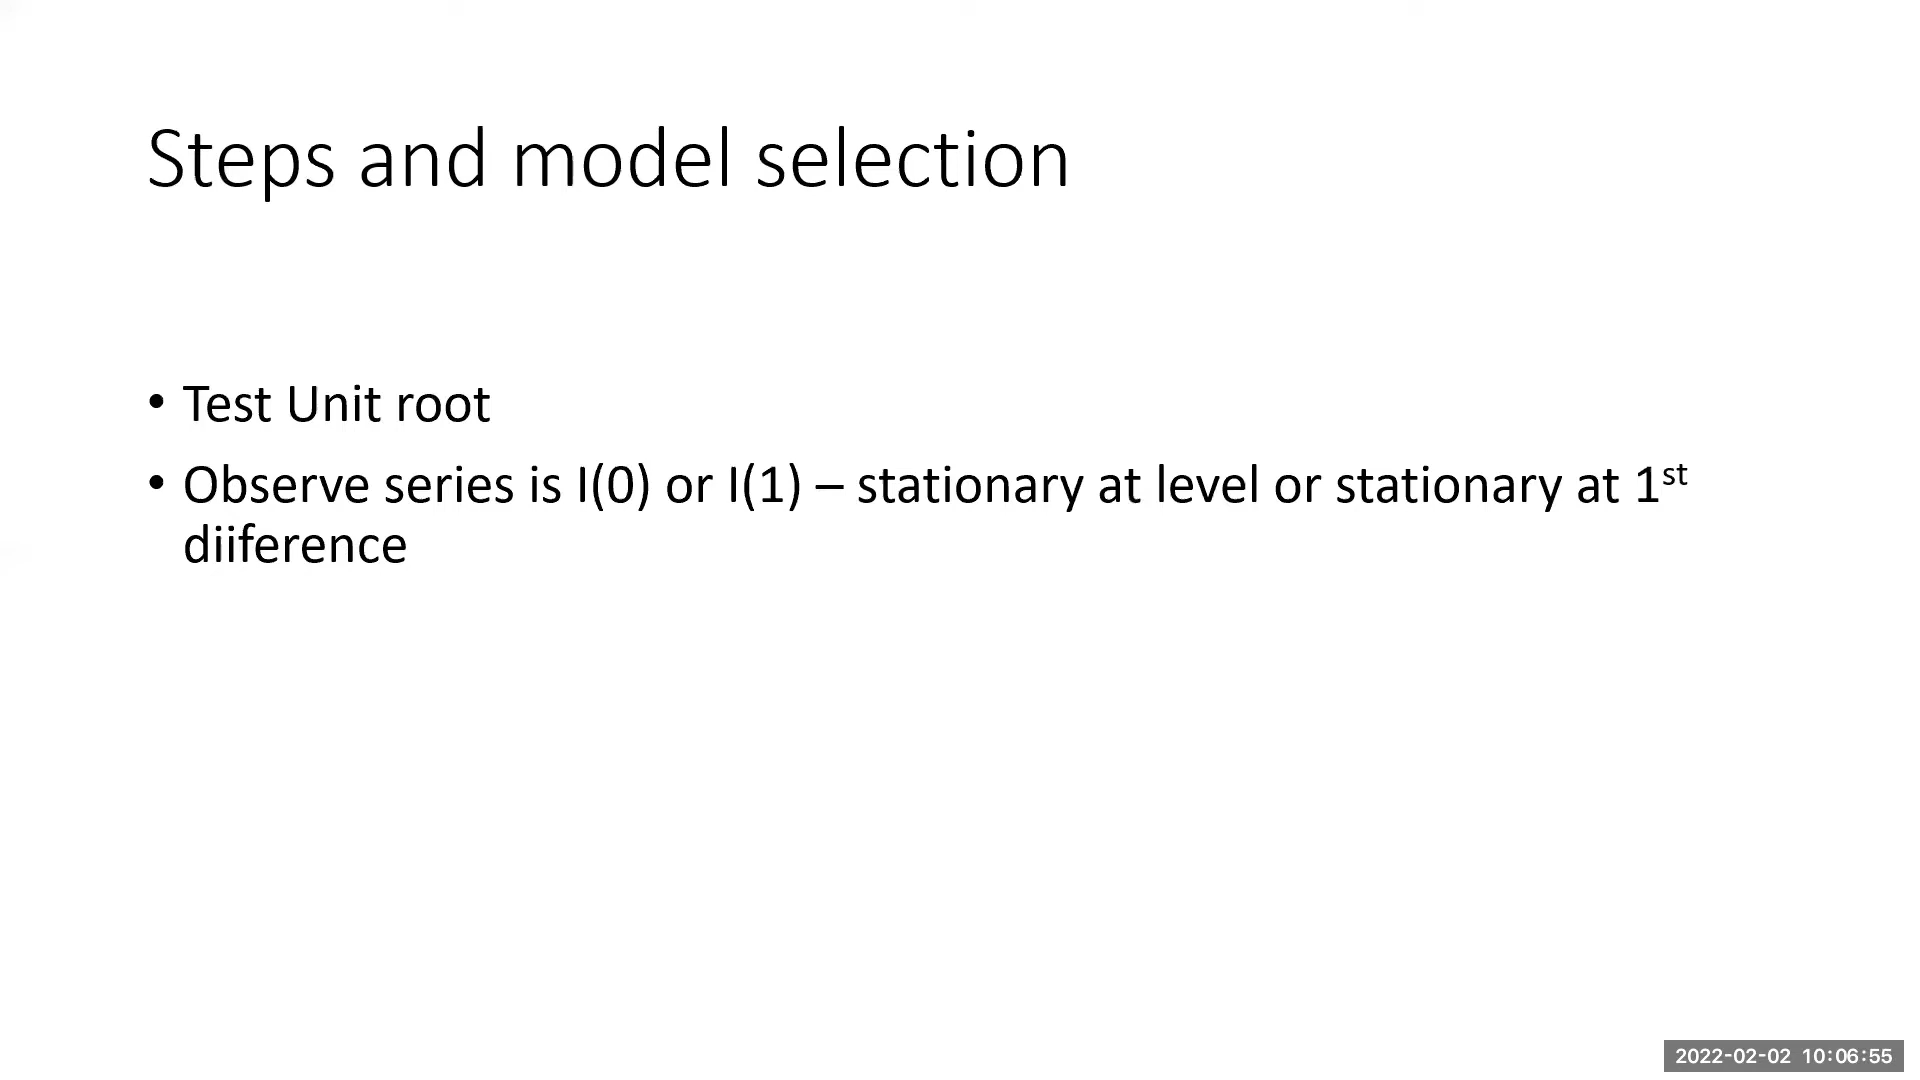 Steps and model selection
• Test Unit root
• Observe series is I(0) or I(1) – stationary at level or stationary at 1st
diiference
2022-02-02 10:06:55